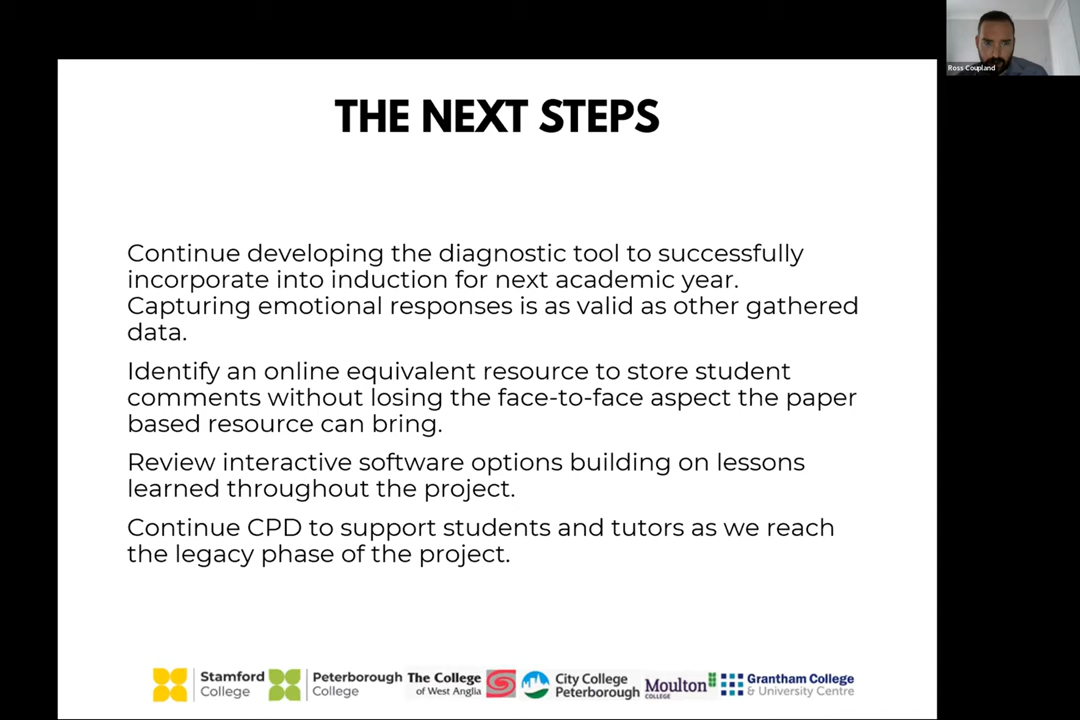 Ross Coupland
THE NEXT STEPS
Continue developing the diagnostic tool to successfully
incorporate into induction for next academic year.
Capturing emotional responses is as valid as other gathered
data.
Identify an online equivalent resource to store student
comments without losing the face-to-face aspect the paper
based resource can bring.
Review interactive software options building on lessons
learned throughout the project.
Continue CPD to support students and tutors as we reach
the legacy phase of the project.
Stamford
College
Peterborough
College
The College
of West Anglia
City College
Peterborough
Moulton
COLLEGE
Grantham College
& University Centre